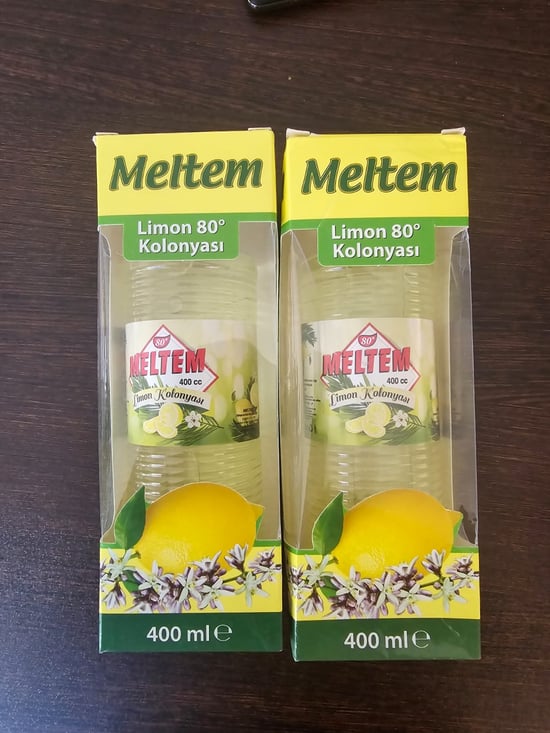 Meltem
Limon 80°
Kolonyası
80°
MELTEM
400 cc
Limon Kolonyası
400 ml ℮
Meltem
Limon 80°
Kolonyası
80°
MELTEM
400 cc
Limon Kolonyası
400 ml ℮